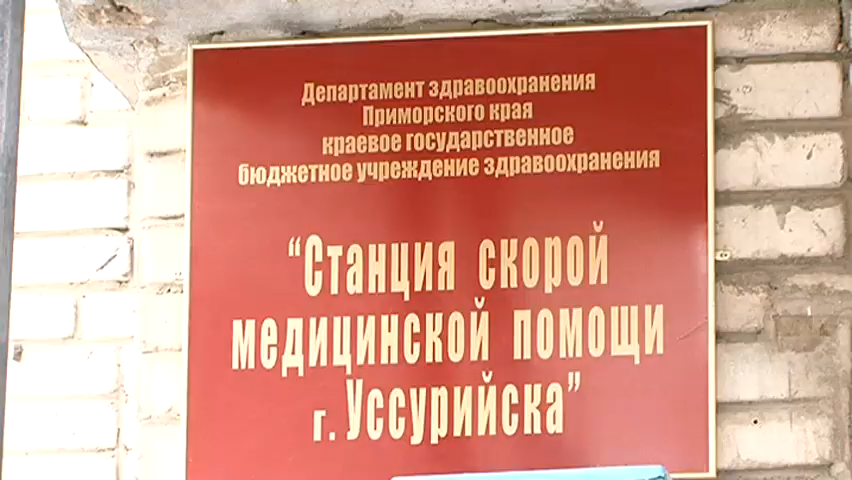 Департамент здравоохранения
Приморского края
краевое государственное
бюджетное учреждение здравоохранения
“Станция скорой
медицинской помощи
г. Уссурийска”